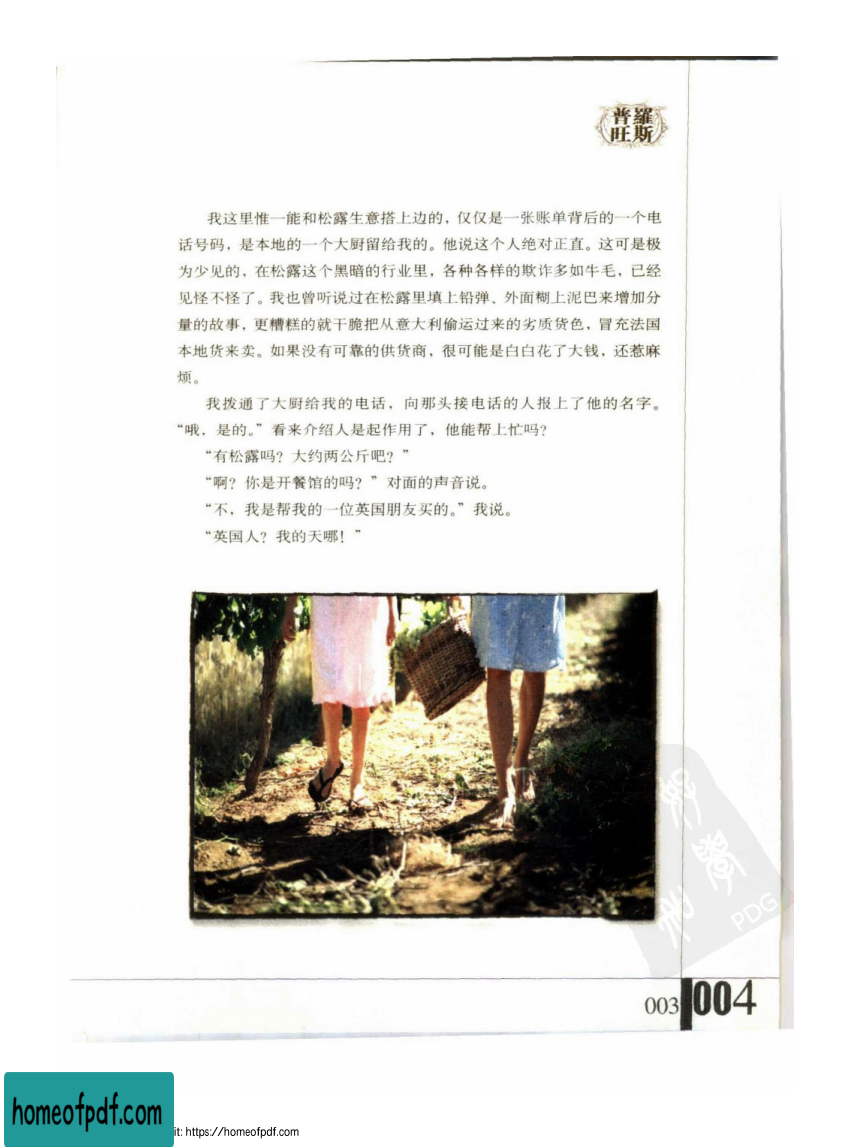 普羅
旺斯
我这里惟一能和松露生意搭上边的，仅仅是一张账单背后的一个电
话号码，是本地的一个大厨留给我的。他说这个人绝对正直。这可是极
为少见的，在松露这个黑暗的行业里，各种各样的欺诈多如牛毛，已经
见怪不怪了。我也曾听说过在松露里填上铅弹、外面糊上泥巴来增加分
量的故事，更糟糕的就干脆把从意大利偷运过来的劣质货色，冒充法国
本地货来卖。如果没有可靠的供货商，很可能是白白花了大钱，还惹麻
烦。
我拨通了大厨给我的电话，向那头接电话的人报上了他的名字。
“哦，是的。”看来介绍人是起作用了，他能帮上忙吗？
“有松露吗？大约两公斤吧？”
“啊？你是开餐馆的吗？”对面的声音说。
“不，我是帮我的一位英国朋友买的。”我说。
“英国人？我的天哪！”
PDG
003 004
homeofpdf.com
it: https://homeofpdf.com